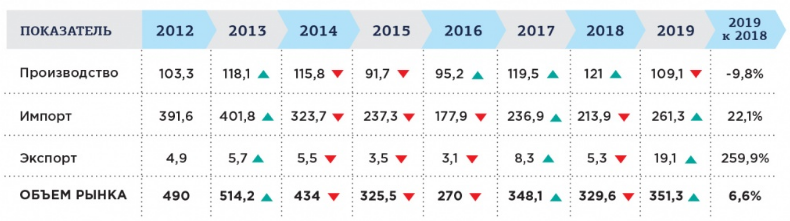 ПОКАЗАТЕЛЬ 2012 2013 2014 2015 2016 2017 2018 2019 2019 к 2018
Производство 103,3 118,1 ▲ 115,8 ▼ 91,7 ▼ 95,2 ▲ 119,5 ▲ 121 ▲ 109,1 ▼ -9,8%
Импорт 391,6 401,8 ▲ 323,7 ▼ 237,3 ▼ 177,9 ▼ 236,9 ▲ 213,9 ▼ 261,3 ▲ 22,1%
Экспорт 4,9 5,7 ▲ 5,5 ▼ 3,5 ▼ 3,1 ▼ 8,3 ▲ 5,3 ▼ 19,1 ▲ 259,9%
ОБЪЕМ РЫНКА 490 514,2 ▲ 434 ▼ 325,5 ▼ 270 ▼ 348,1 ▲ 329,6 ▼ 351,3 ▲ 6,6%